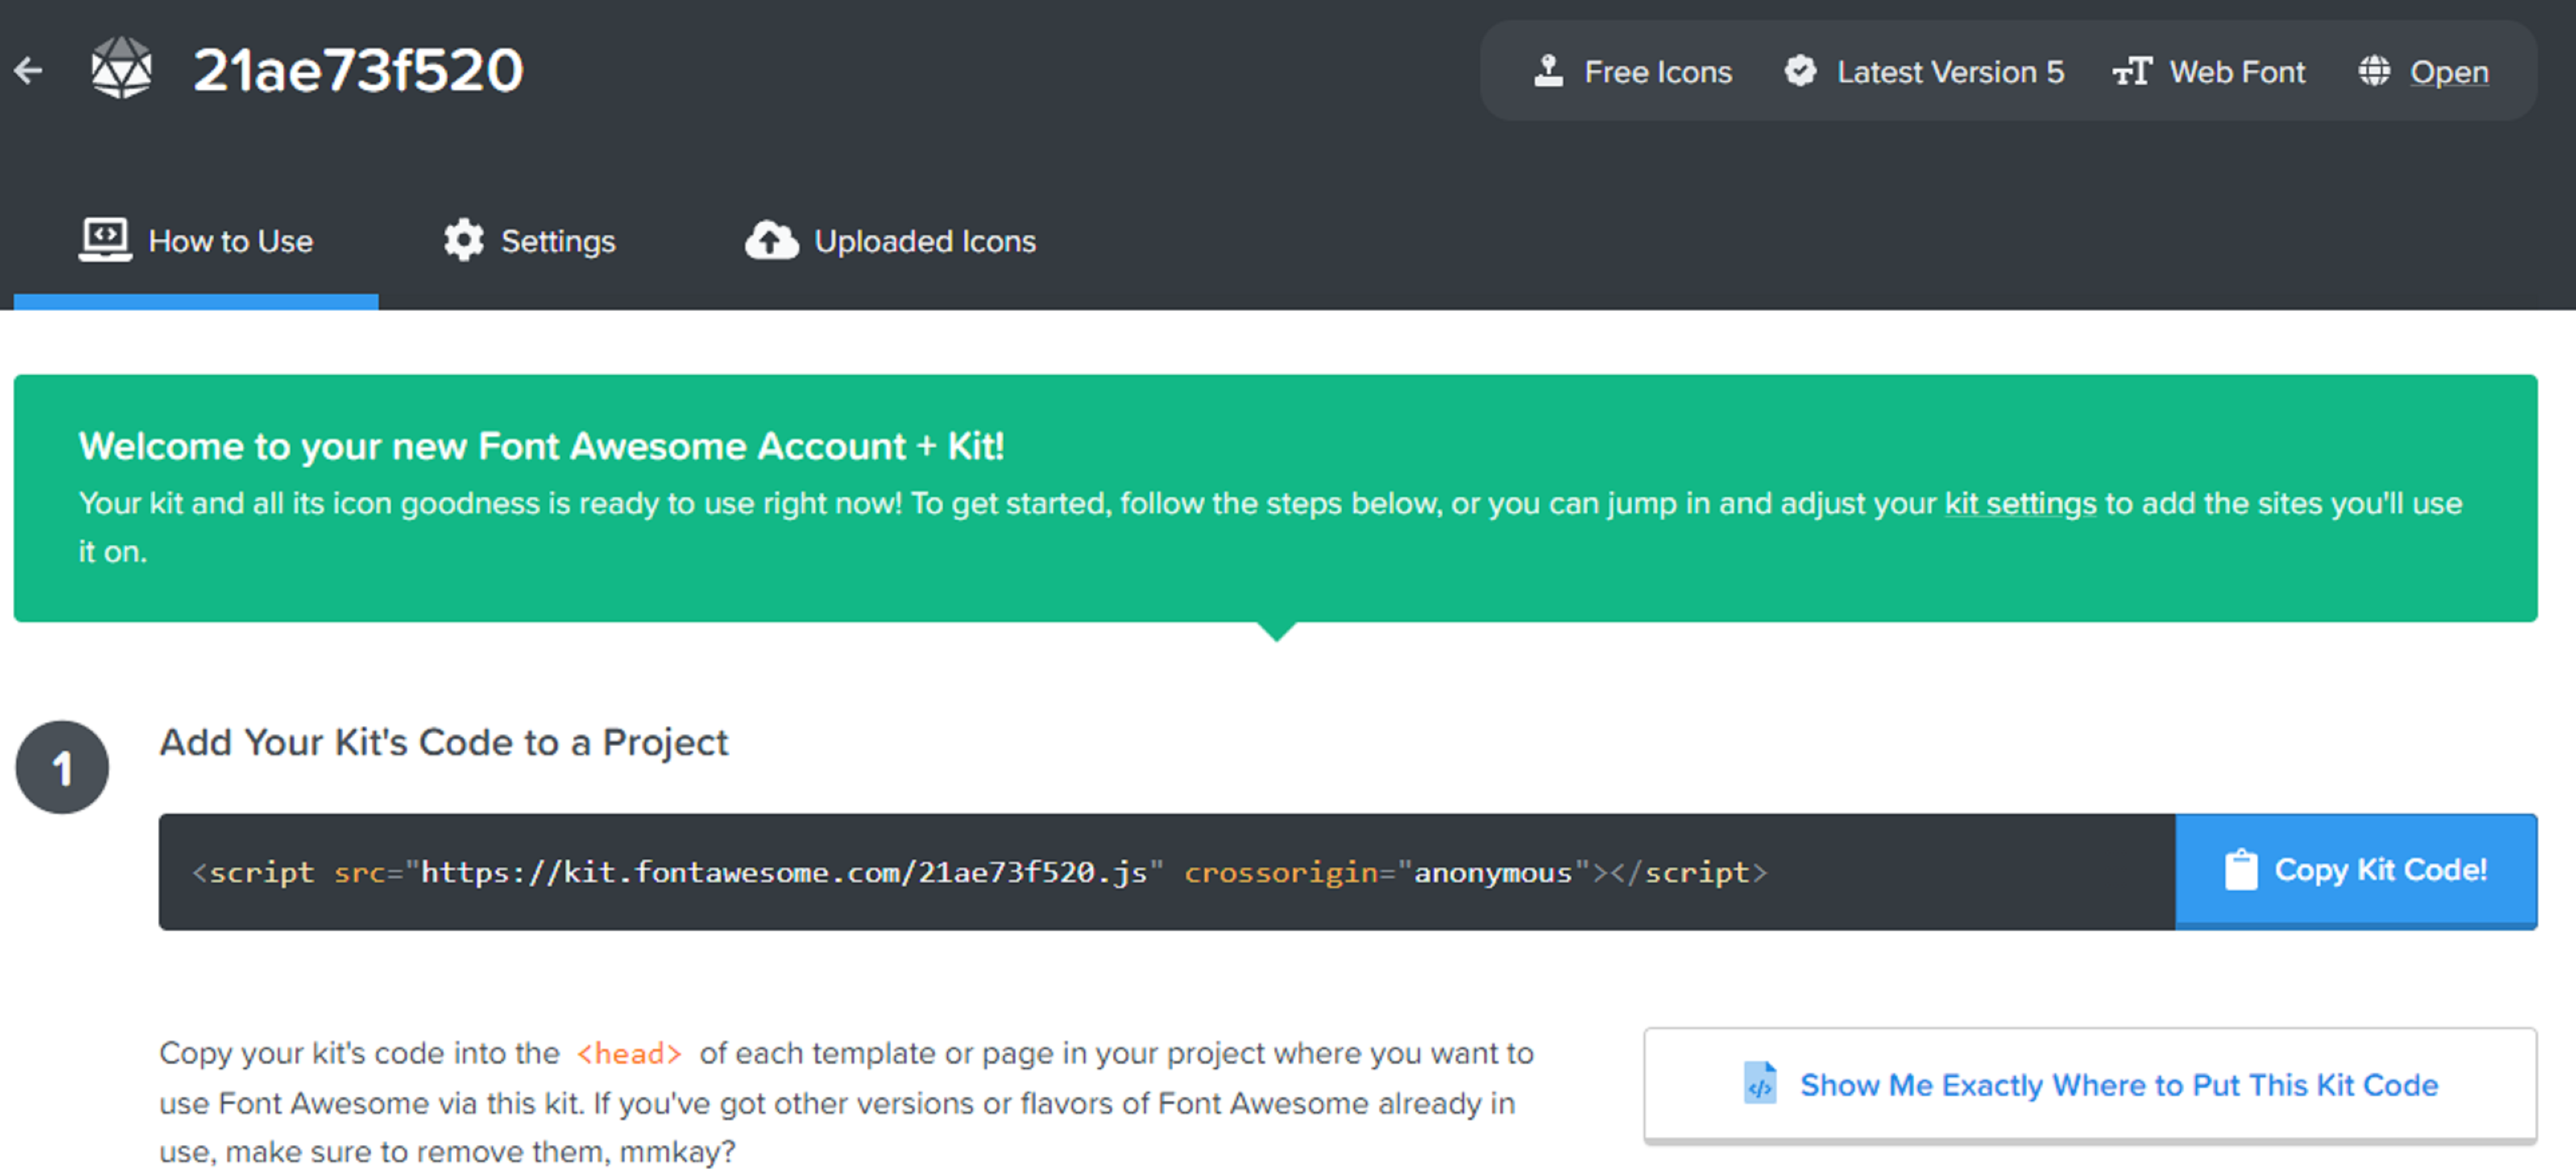 21ae73f520
Free Icons
Latest Version 5
Web Font
Open
How to Use
Settings
Uploaded Icons
Welcome to your new Font Awesome Account + Kit!
Your kit and all its icon goodness is ready to use right now! To get started, follow the steps below, or you can jump in and adjust your kit settings to add the sites you'll use
it on.
1
Add Your Kit's Code to a Project
<script src="https://kit.fontawesome.com/21ae73f520.js" crossorigin="anonymous"></script>
Copy Kit Code!
Copy your kit's code into the <head> of each template or page in your project where you want to
use Font Awesome via this kit. If you've got other versions or flavors of Font Awesome already in
use, make sure to remove them, mmkay?
Show Me Exactly Where to Put This Kit Code